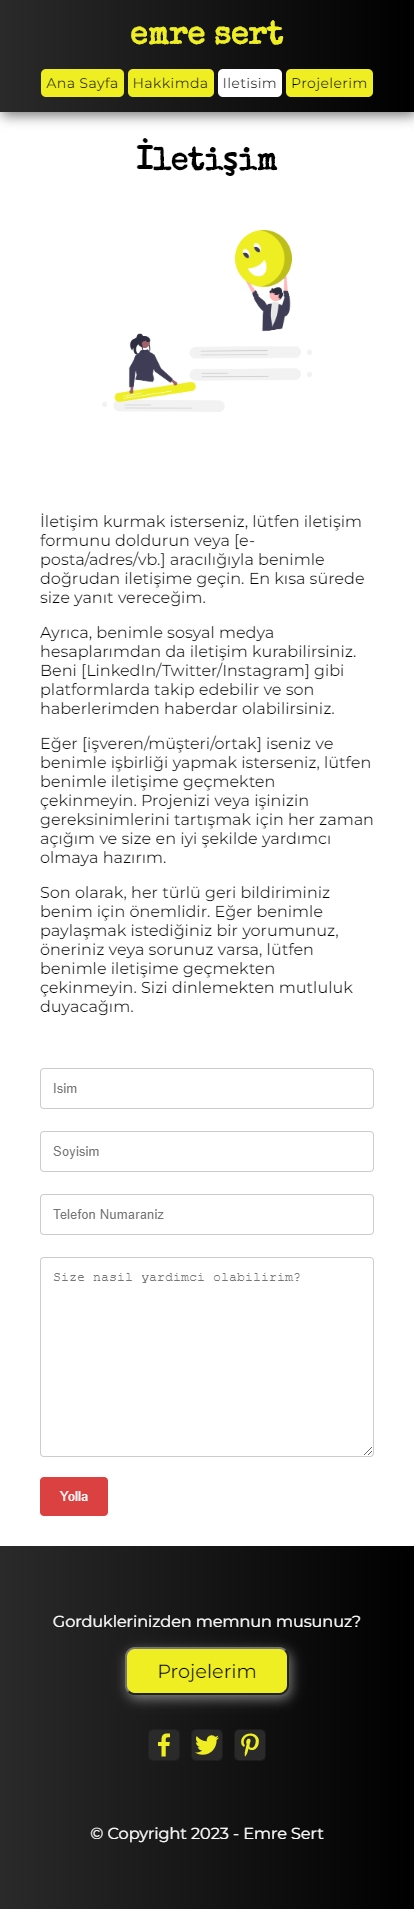 emre sert
Ana Sayfa Hakkimda Iletisim Projelerim
İletişim
İletişim kurmak isterseniz, lütfen iletişim
formunu doldurun veya [e-
posta/adres/vb.] aracılığıyla benimle
doğrudan iletişime geçin. En kısa sürede
size yanıt vereceğim.
Ayrıca, benimle sosyal medya
hesaplarımdan da iletişim kurabilirsiniz.
Beni [LinkedIn/Twitter/Instagram] gibi
platformlarda takip edebilir ve son
haberlerimden haberdar olabilirsiniz.
Eğer [işveren/müşteri/ortak] iseniz ve
benimle işbirliği yapmak isterseniz, lütfen
benimle iletişime geçmekten
çekinmeyin. Projenizi veya işinizin
gereksinimlerini tartışmak için her zaman
açığım ve size en iyi şekilde yardımcı
olmaya hazırım.
Son olarak, her türlü geri bildiriminiz
benim için önemlidir. Eğer benimle
paylaşmak istediğiniz bir yorumunuz,
öneriniz veya sorunuz varsa, lütfen
benimle iletişime geçmekten
çekinmeyin. Sizi dinlemekten mutluluk
duyacağım.
Isim
Soyisim
Telefon Numaraniz
Size nasil yardimci olabilirim?
Yolla
Gorduklerinizden memnun musunuz?
Projelerim
© Copyright 2023 - Emre Sert